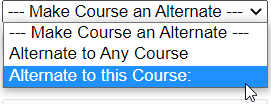 --- Make Course an Alternate ---
--- Make Course an Alternate ---
Alternate to Any Course
Alternate to this Course: